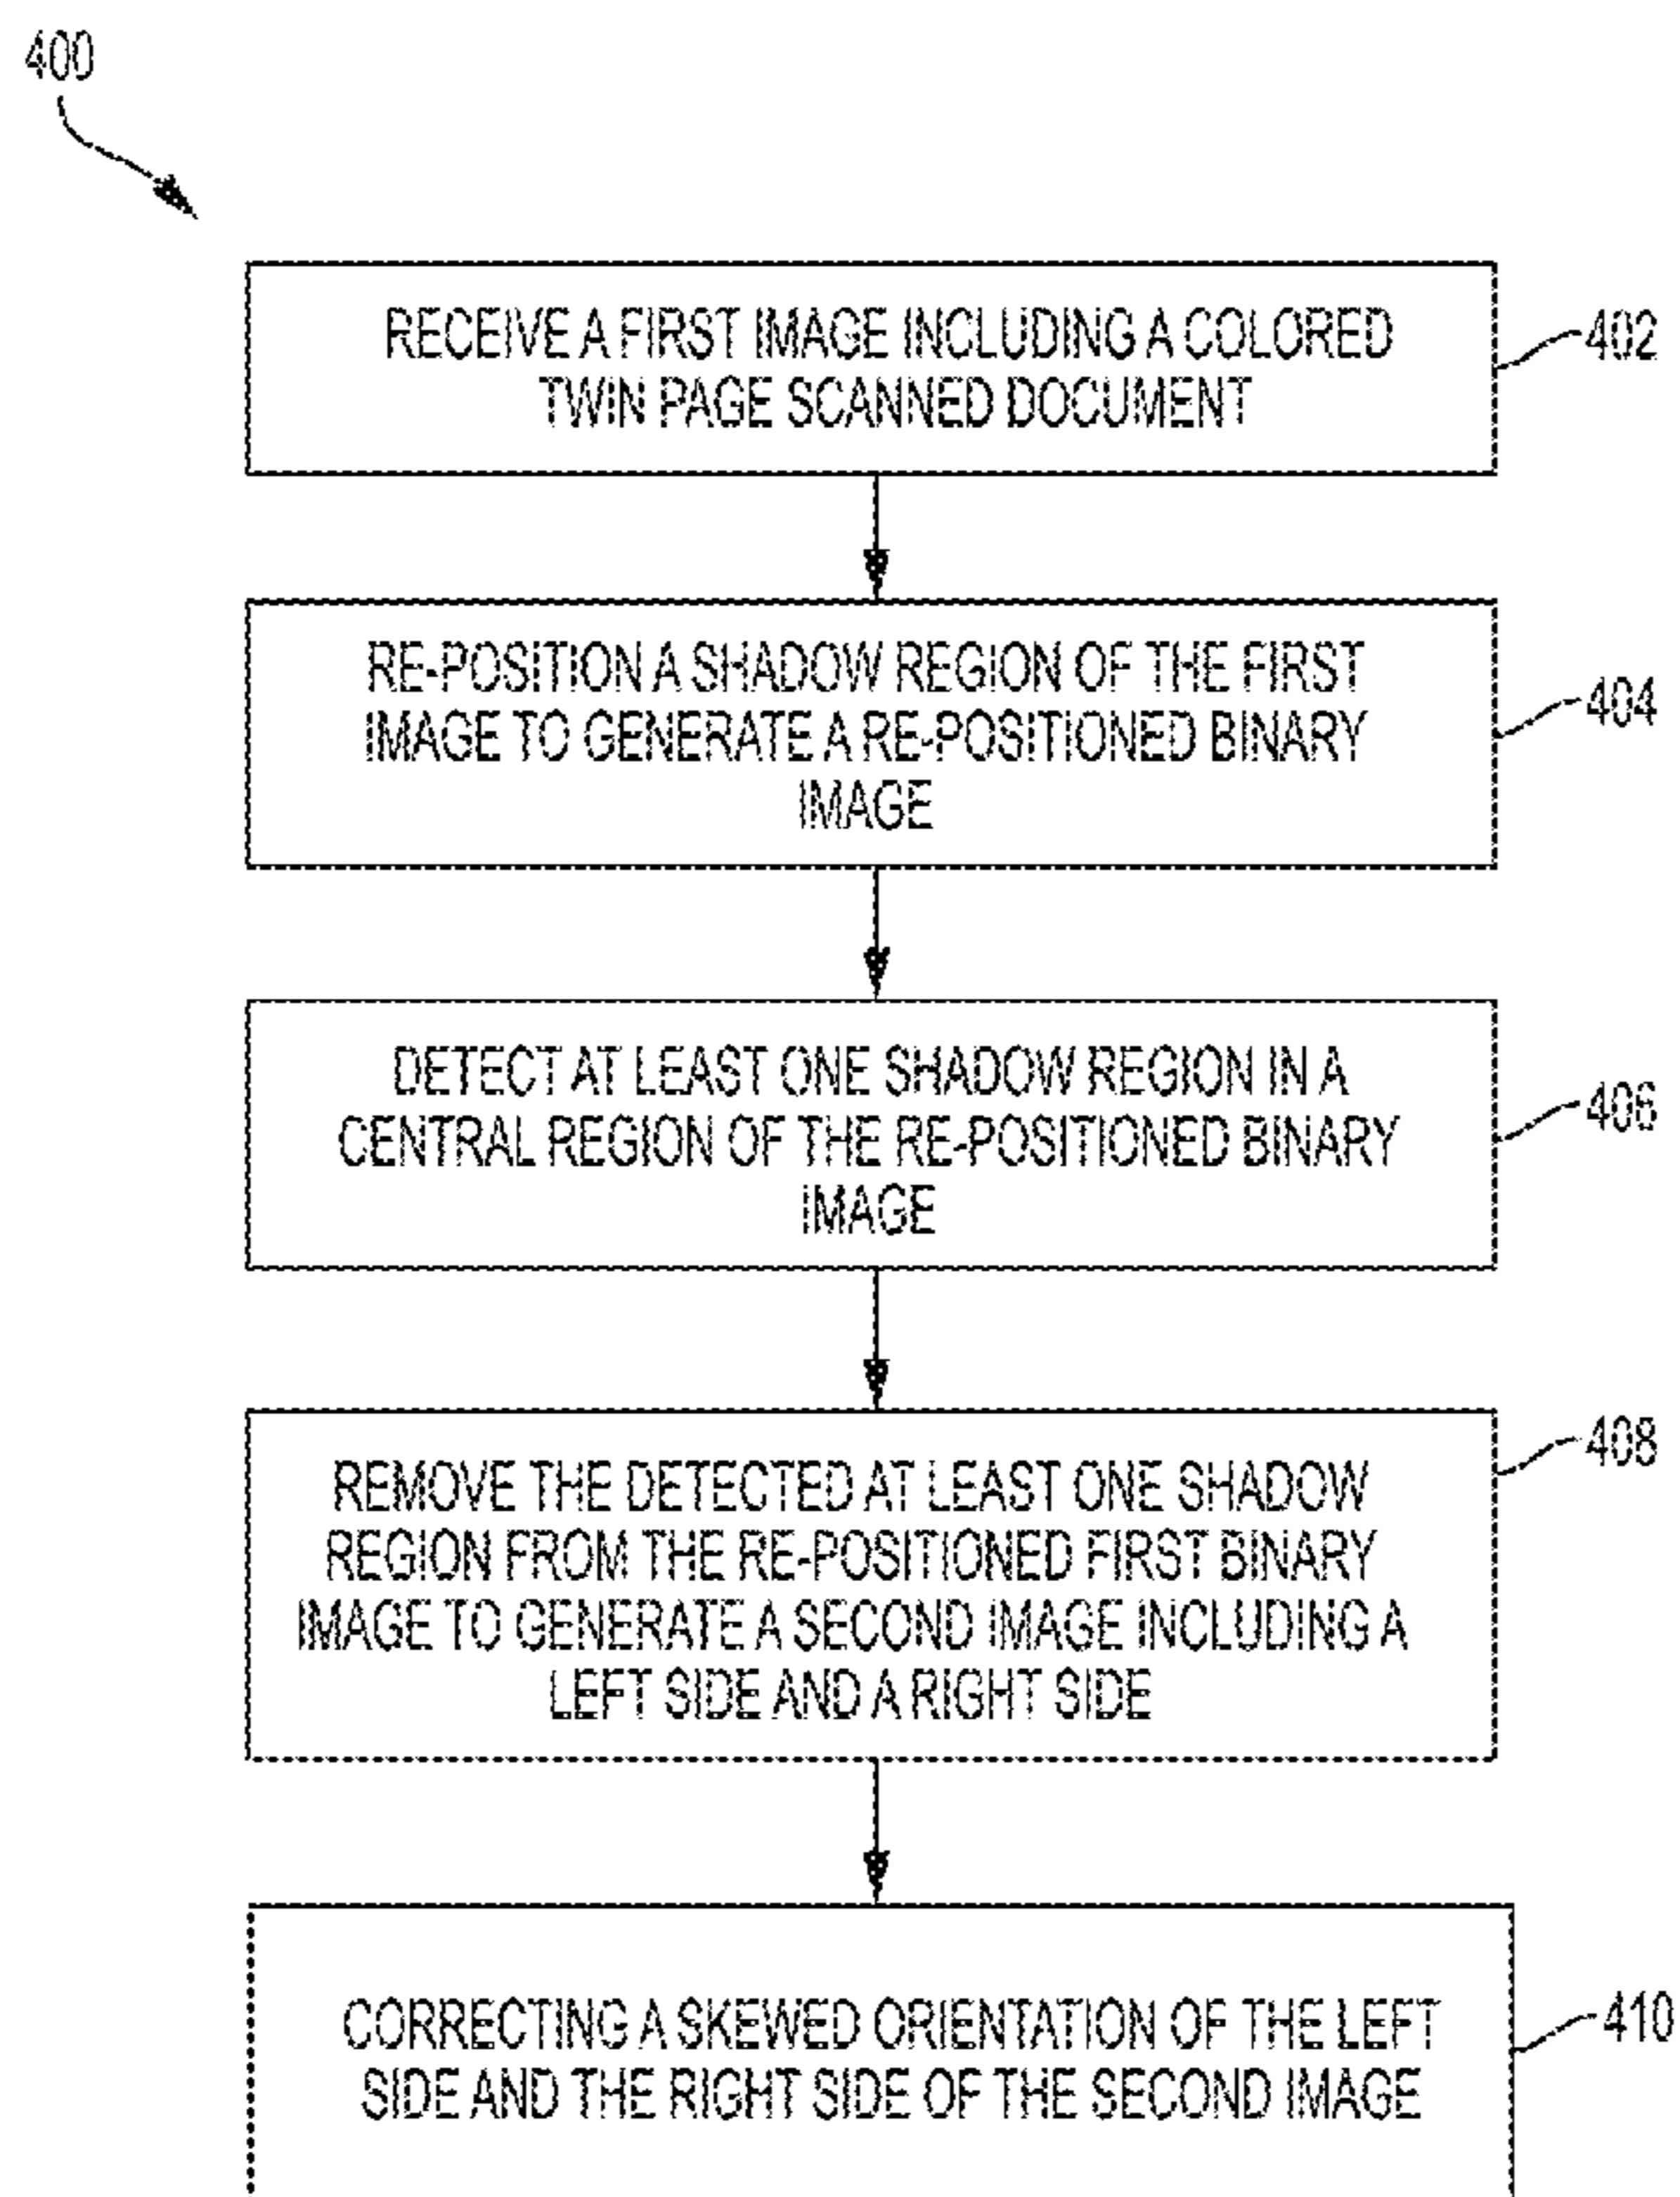 400
RECEIVE A FIRST IMAGE INCLUDING A COLORED
TWIN PAGE SCANNED DOCUMENT
402
RE-POSITION A SHADOW REGION OF THE FIRST
IMAGE TO GENERATE A RE-POSITIONED BINARY
IMAGE
404
DETECT AT LEAST ONE SHADOW REGION IN A
CENTRAL REGION OF THE RE-POSITIONED BINARY
IMAGE
406
REMOVE THE DETECTED AT LEAST ONE SHADOW
REGION FROM THE RE-POSITIONED FIRST BINARY
IMAGE TO GENERATE A SECOND IMAGE INCLUDING A
LEFT SIDE AND A RIGHT SIDE
408
CORRECTING A SKEWED ORIENTATION OF THE LEFT
SIDE AND THE RIGHT SIDE OF THE SECOND IMAGE
410